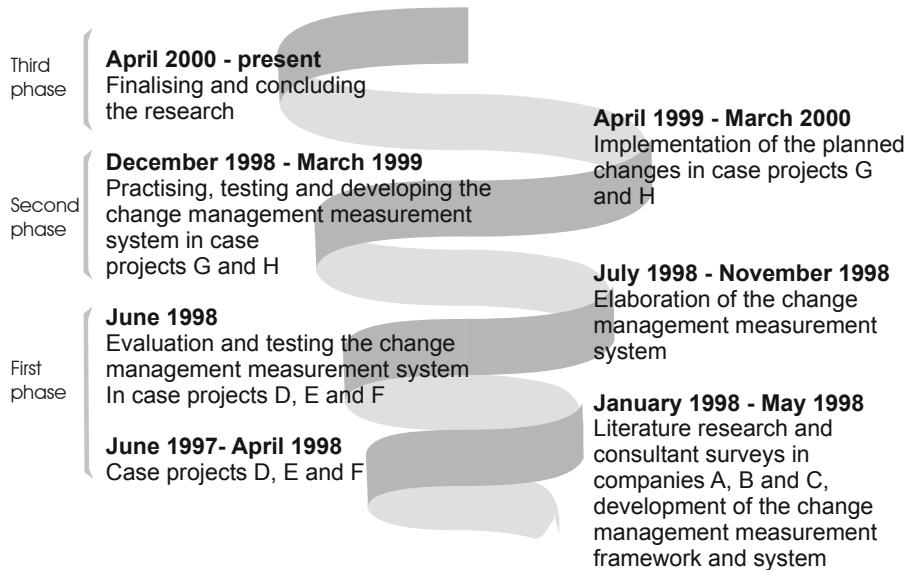 Third
phase
April 2000 - present
Finalising and concluding
the research
April 1999 - March 2000
Implementation of the planned
changes in case projects G
and H
Second
phase
December 1998 - March 1999
Practising, testing and developing the
change management measurement
system in case
projects G and H
July 1998 - November 1998
Elaboration of the change
management measurement
system
First
phase
June 1998
Evaluation and testing the change
management measurement system
In case projects D, E and F
January 1998 - May 1998
Literature research and
consultant surveys in
companies A, B and C,
development of the change
management measurement
framework and system
June 1997- April 1998
Case projects D, E and F